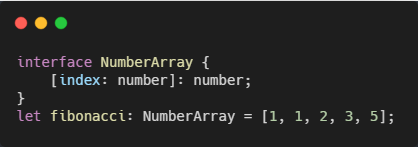 interface NumberArray {
    [index: number]: number;
}
let fibonacci: NumberArray = [1, 1, 2, 3, 5];